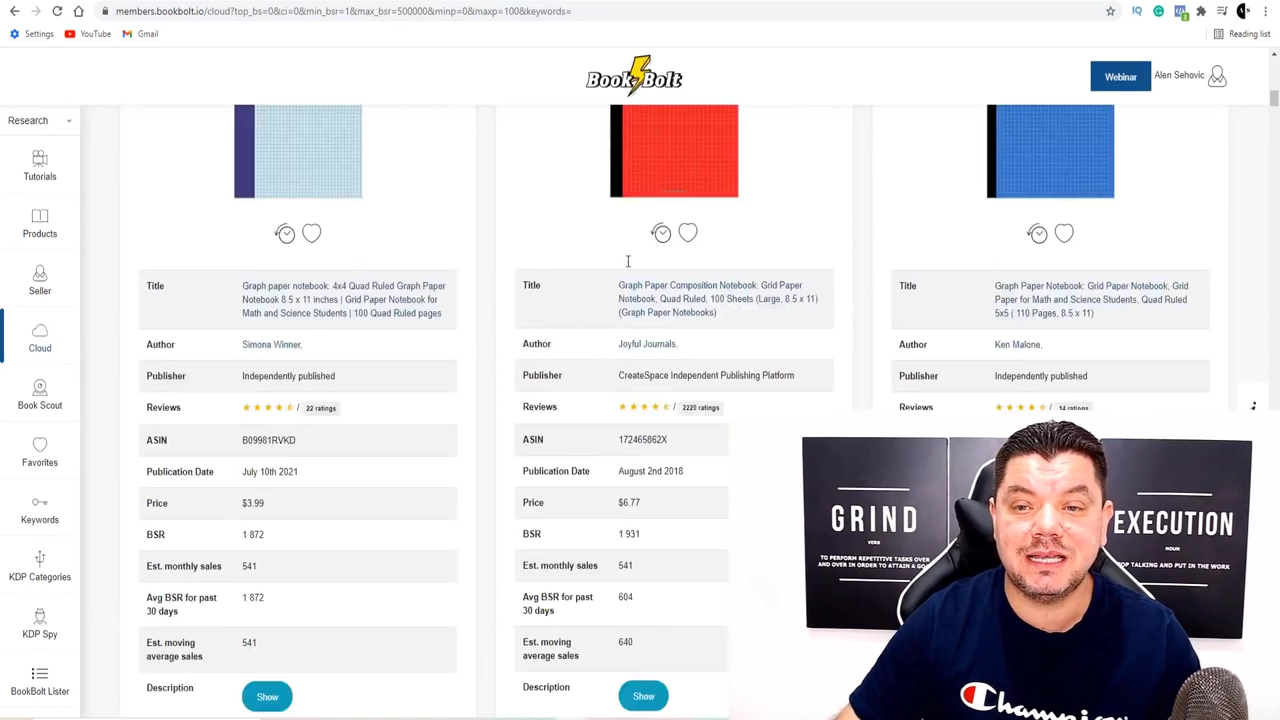 members.bookbolt.io/cloud?top_bs=0&ci=0&min_bsr=1&max_bsr=500000&minp=0&maxp=100&keywords=
Settings
YouTube
Gmail
Reading list
Book Bolt
Webinar
Alen Sehovic
Research
Tutorials
Products
Seller
Cloud
Book Scout
Favorites
Keywords
KDP Categories
KDP Spy
BookBolt Lister
Title
Graph paper notebook: 4x4 Quad Ruled Graph Paper
Notebook 8.5 x 11 inches | Grid Paper Notebook for
Math and Science Students | 100 Quad Ruled pages
Author
Simona Winner,
Publisher
Independently published
Reviews
/ 22 ratings
ASIN
B09981RVKD
Publication Date
July 10th 2021
Price
$3.99
BSR
1 872
Est. monthly sales
541
Avg BSR for past
30 days
1 872
Est. moving
average sales
541
Description
Show
Title
Graph Paper Composition Notebook: Grid Paper
Notebook, Quad Ruled, 100 Sheets (Large, 8.5 x 11)
(Graph Paper Notebooks)
Author
Joyful Journals,
Publisher
CreateSpace Independent Publishing Platform
Reviews
/ 2220 ratings
ASIN
172465862X
Publication Date
August 2nd 2018
Price
$6.77
BSR
1 931
Est. monthly sales
541
Avg BSR for past
30 days
604
Est. moving
average sales
640
Description
Show
Title
Graph Paper Notebook: Grid Paper Notebook, Grid
Paper for Math and Science Students, Quad Ruled
5x5 ( 110 Pages, 8.5 x 11)
Author
Ken Malone,
Publisher
Independently published
Reviews
/ 14 ratings
GRIND
VERB
TO PERFORM REPETITIVE TASKS OVER
AND OVER IN ORDER TO ATTAIN A
EXECUTION
NOUN
TALKING AND PUT IN THE WORK
Champion